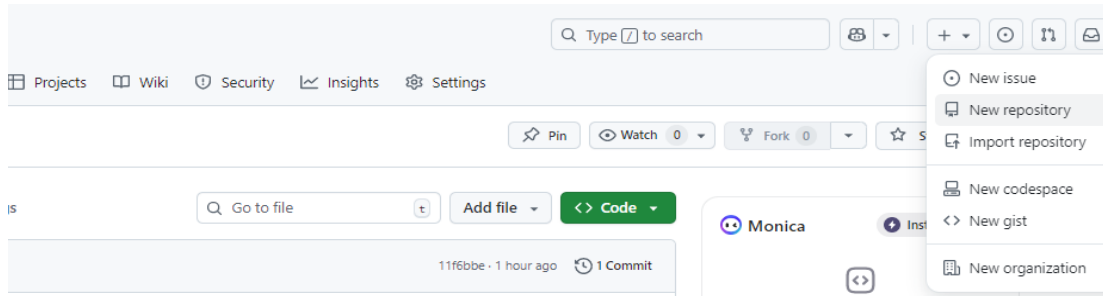 Type / to search
Projects Wiki Security Insights Settings
New issue
New repository
Import repository
New codespace
New gist
New organization
Pin Watch 0 Fork 0
Go to file t Add file <> Code
Monica
11f6bbe · 1 hour ago 1 Commit